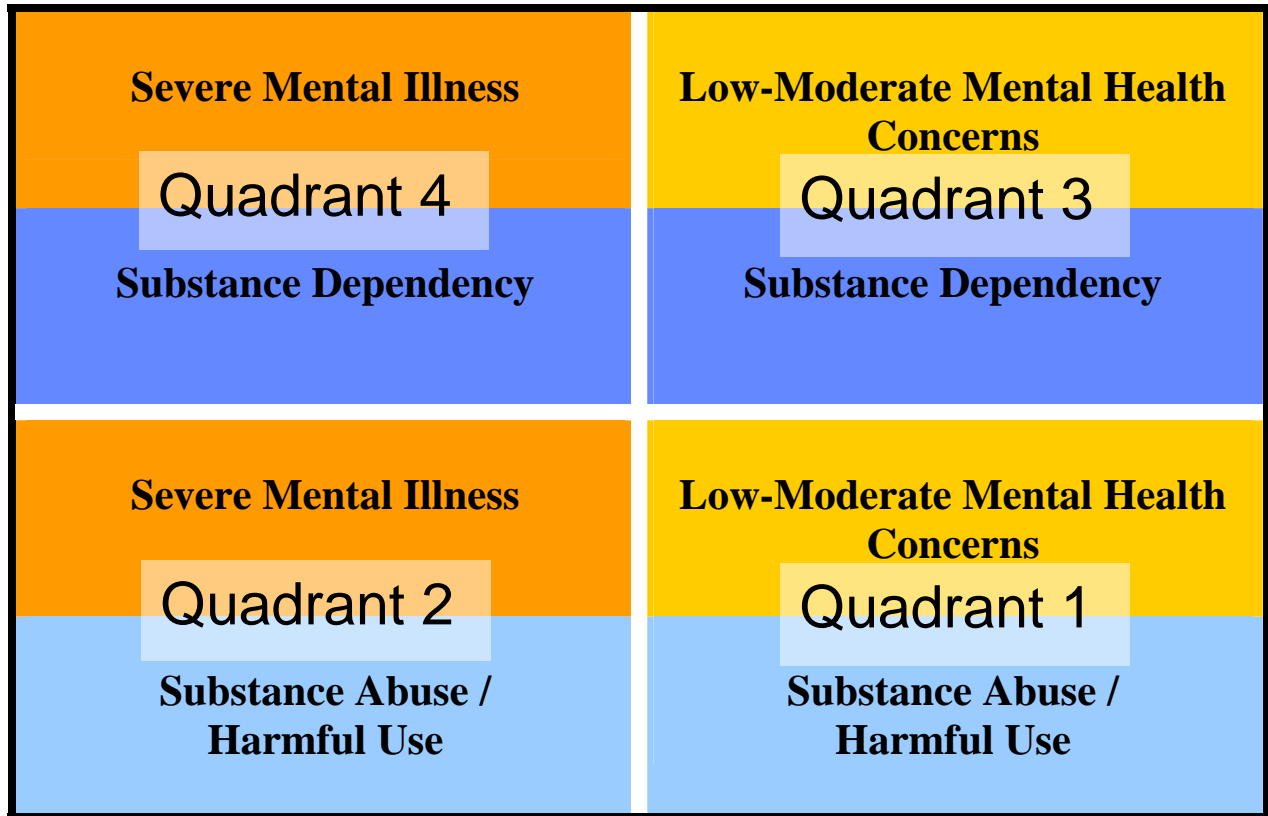 Severe Mental Illness
Quadrant 4
Substance Dependency
Low-Moderate Mental Health
Concerns
Quadrant 3
Substance Dependency
Severe Mental Illness
Quadrant 2
Substance Abuse /
Harmful Use
Low-Moderate Mental Health
Concerns
Quadrant 1
Substance Abuse /
Harmful Use